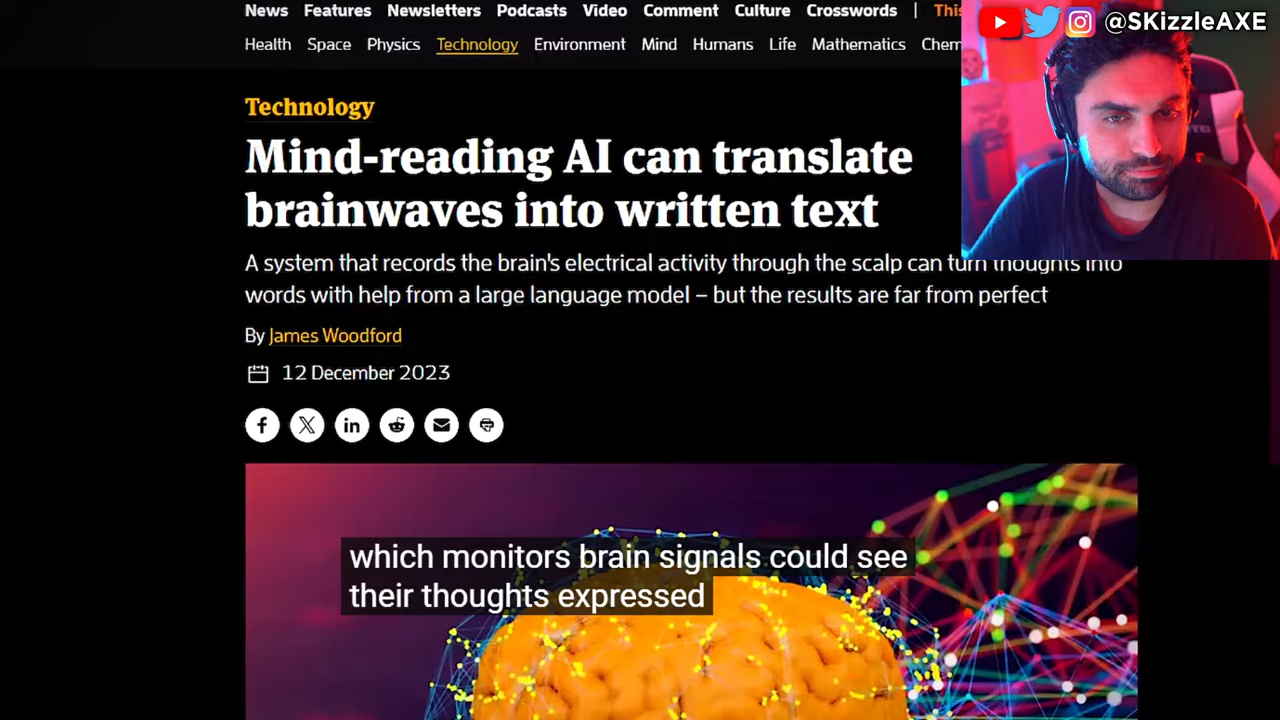 News Features Newsletters Podcasts Video Comment Culture Crosswords | This
@SKizzleAXE
Health Space Physics Technology Environment Mind Humans Life Mathematics Chem
Technology
Mind-reading AI can translate
brainwaves into written text
A system that records the brain's electrical activity through the scalp can turn thoughts into
words with help from a large language model – but the results are far from perfect
By James Woodford
12 December 2023
which monitors brain signals could see
their thoughts expressed